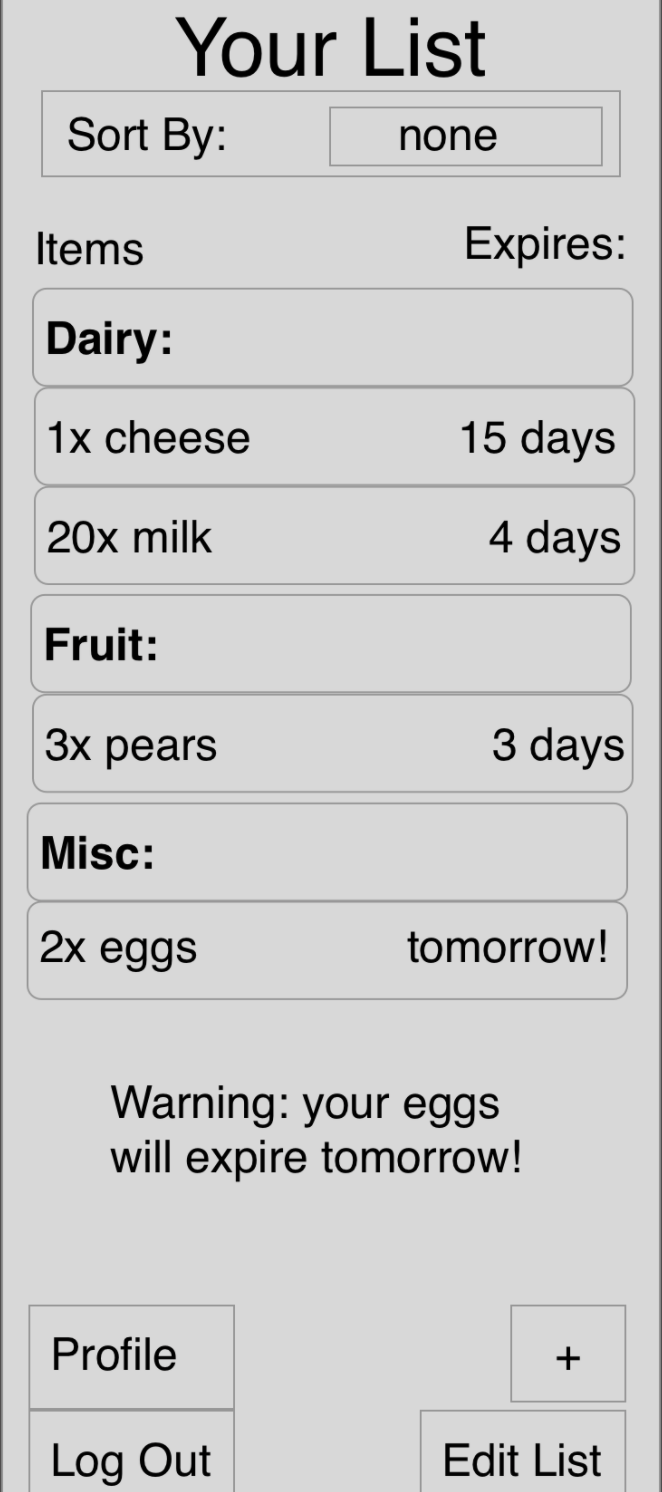 Your List
Sort By: none
Items Expires:
Dairy:
1x cheese 15 days
20x milk 4 days
Fruit:
3x pears 3 days
Misc:
2x eggs tomorrow!
Warning: your eggs
will expire tomorrow!
Profile +
Log Out Edit List